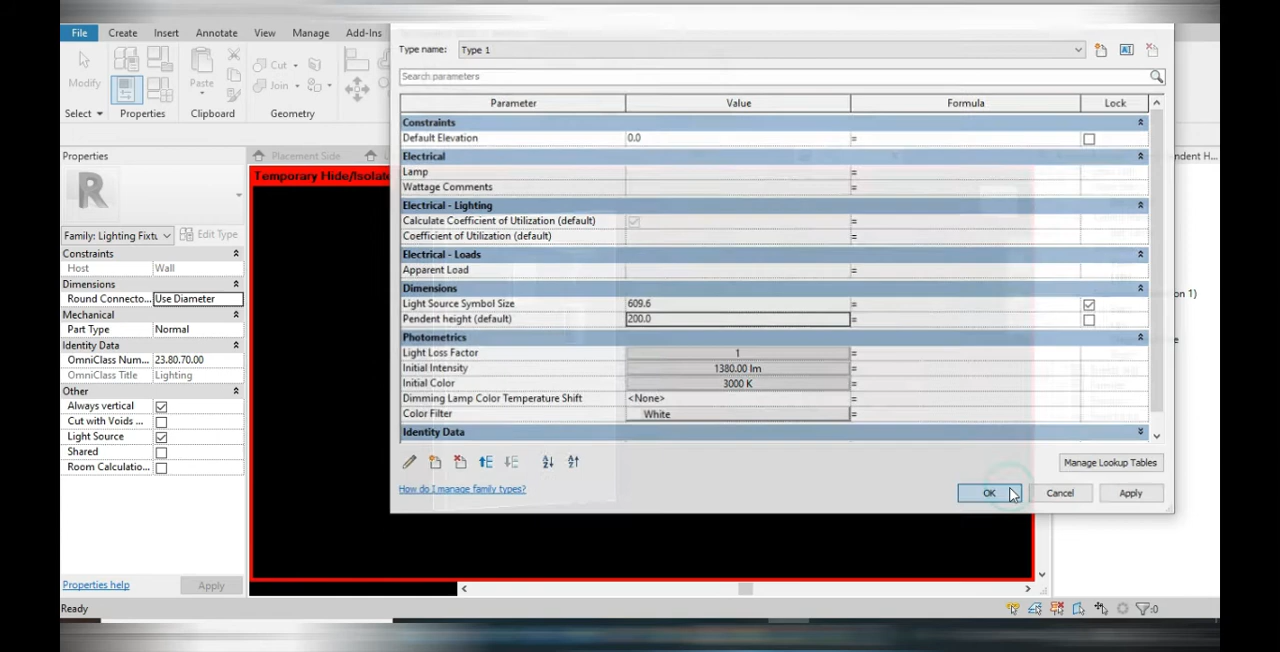 File Create Insert Annotate View Manage Add-Ins
Type name: Type 1
Search parameters
Modify
Paste
Cut
Join
Select Properties Clipboard Geometry
Parameter Value Formula Lock
Constraints
Default Elevation 0.0 =
Electrical
Lamp =
Wattage Comments =
Electrical - Lighting
Calculate Coefficient of Utilization (default) =
Coefficient of Utilization (default) =
Electrical - Loads
Apparent Load =
Dimensions
Light Source Symbol Size 609.6 =
Pendent height (default) 200.0 =
Photometrics
Light Loss Factor 1 =
Initial Intensity 1380.00 lm =
Initial Color 3000 K =
Dimming Lamp Color Temperature Shift <None> =
Color Filter White =
Identity Data
Manage Lookup Tables
How do I manage family types?
OK Cancel Apply
Properties
Placement Side
ndent H...
Temporary Hide/Isolate
Family: Lighting Fixtu Edit Type
Constraints
Host Wall
Dimensions
Round Connecto... Use Diameter
Mechanical
Part Type Normal
Identity Data
OmniClass Num... 23.80.70.00
OmniClass Title Lighting
Other
Always vertical
Cut with Voids ...
Light Source
Shared
Room Calculatio...
on 1)
Properties help Apply
Ready
:0